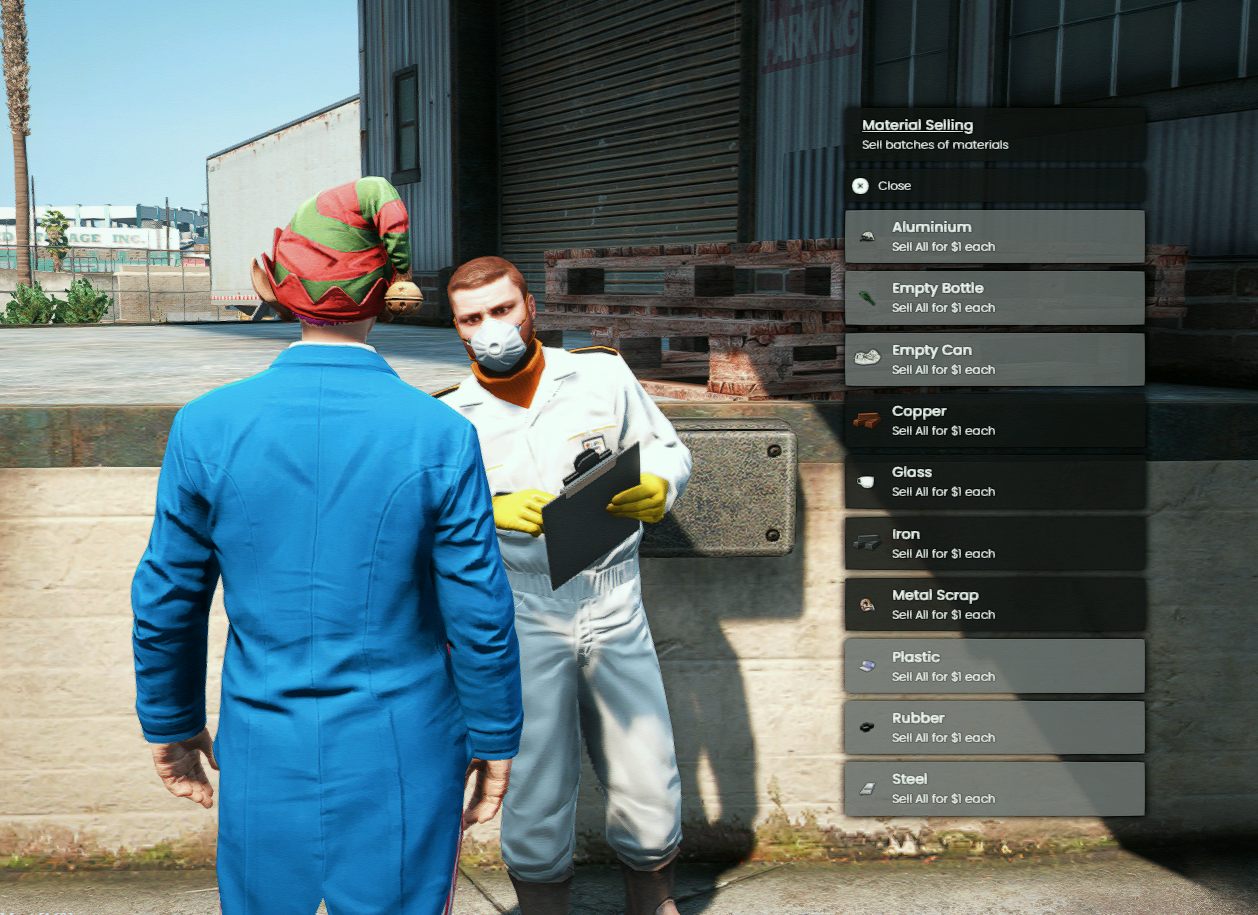 PARKING
AGE INC.
Material Selling
Sell batches of materials
Close
Aluminium
Sell All for $1 each
Empty Bottle
Sell All for $1 each
Empty Can
Sell All for $1 each
Copper
Sell All for $1 each
Glass
Sell All for $1 each
Iron
Sell All for $1 each
Metal Scrap
Sell All for $1 each
Plastic
Sell All for $1 each
Rubber
Sell All for $1 each
Steel
Sell All for $1 each